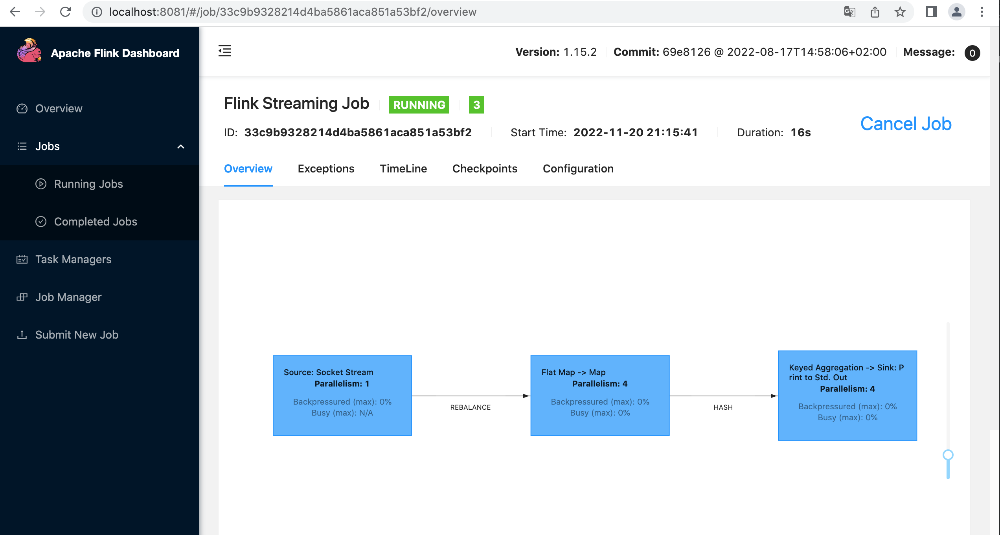 localhost:8081/#/job/33c9b9328214d4ba5861aca851a53bf2/overview
Apache Flink Dashboard
Version: 1.15.2 Commit: 69e8126 @ 2022-08-17T14:58:06+02:00 Message: 0
Overview
Jobs
Running Jobs
Completed Jobs
Task Managers
Job Manager
Submit New Job
Flink Streaming Job RUNNING 3
ID: 33c9b9328214d4ba5861aca851a53bf2 Start Time: 2022-11-20 21:15:41 Duration: 16s
Cancel Job
Overview Exceptions TimeLine Checkpoints Configuration
Source: Socket Stream
Parallelism: 1
Backpressured (max): 0%
Busy (max): N/A
REBALANCE
Flat Map -> Map
Parallelism: 4
Backpressured (max): 0%
Busy (max): 0%
HASH
Keyed Aggregation -> Sink: P
rint to Std. Out
Parallelism: 4
Backpressured (max): 0%
Busy (max): 0%